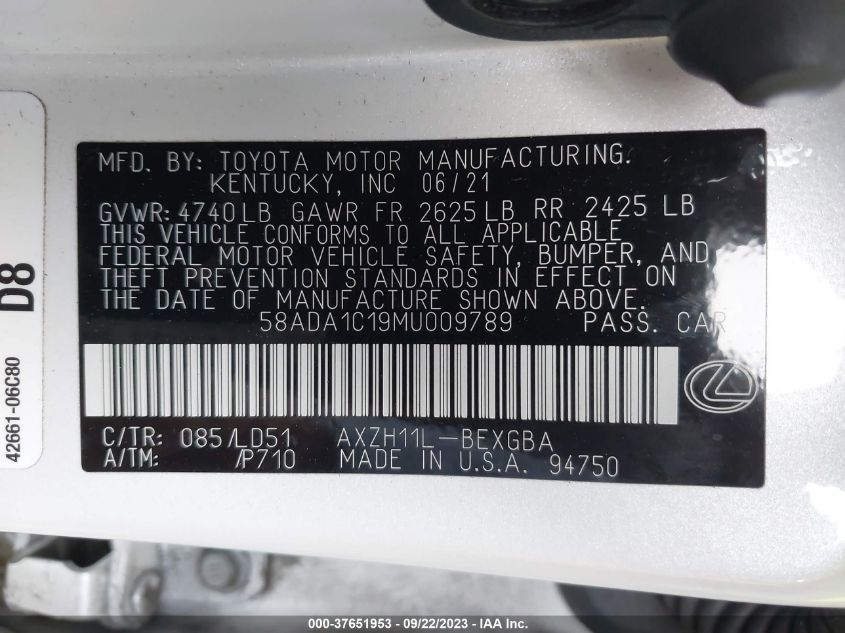 MFD. BY: TOYOTA MOTOR MANUFACTURING.
KENTUCKY, INC 06/21
GVWR: 4740 LB GAWR FR 2625 LB RR 2425 LB
THIS VEHICLE CONFORMS TO ALL APPLICABLE
FEDERAL MOTOR VEHICLE SAFETY, BUMPER, AND
THEFT PREVENTION STANDARDS IN EFFECT ON
THE DATE OF MANUFACTURE SHOWN ABOVE.
58ADA1C19MU009789 PASS. CAR
C/TR: 085/LD51 AXZH11L-BEXGBA
A/TM: /P710 MADE IN U.S.A. 94750
D8
42661-06C80
000-37651953 - 09/22/2023 - IAA Inc.